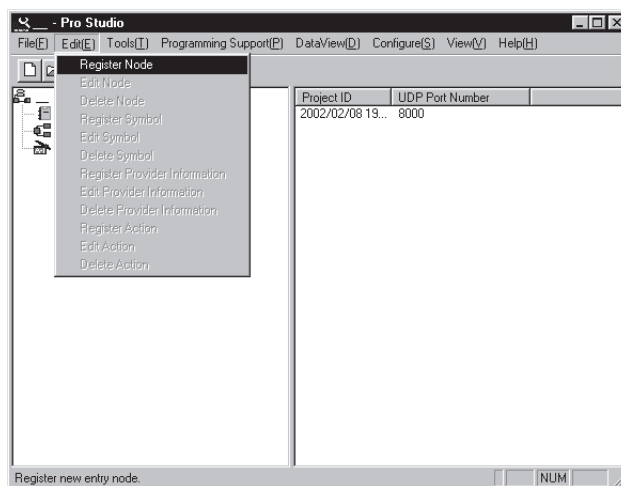 - Pro Studio
File(F) Edit(E) Tools(T) Programming Support(P) DataView(D) Configure(S) View(V) Help(H)
Register Node
Edit Node
Delete Node
Register Symbol
Edit Symbol
Delete Symbol
Register Provider Information
Edit Provider Information
Delete Provider Information
Register Action
Edit Action
Delete Action
Project ID UDP Port Number
2002/02/08 19... 8000
Register new entry node. NUM